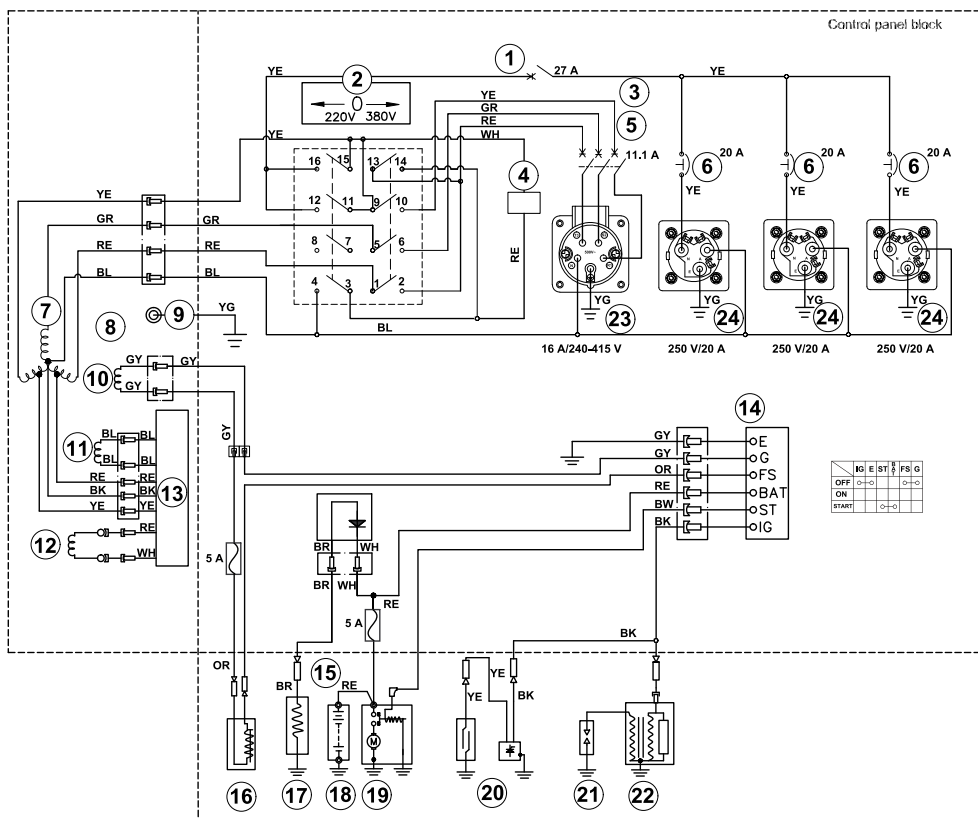 Control panel block
1
YE
27 A
YE
2
0
220V 380V
3
YE
GR
RE
WH
5
YE
11.1 A
20 A
20 A
20 A
16 15 13 14
4
6
6
6
YE
YE
YE
YE
12 11 9 10
GR
GR
8 7 5 6
RE
RE
RE
BL
BL
4 3 1 2
YG
YG
YG
YG
7
8
9
YG
BL
23
24
24
24
16 A/240-415 V
250 V/20 A
250 V/20 A
250 V/20 A
GY
GY
10
GY
GY
14
11
BL
BL
BL
BL
GY
E
GY
G
OR
FS
RE
BAT
BW
ST
BK
IG
RE
RE
BK
BK
YE
YE
13
IG E ST BAT FS G
OFF
ON
START
12
RE
WH
5 A
BR
WH
BR
WH
RE
5 A
BK
OR
15
BR
RE
YE
YE
BK
M
16
17
18
19
20
21
22